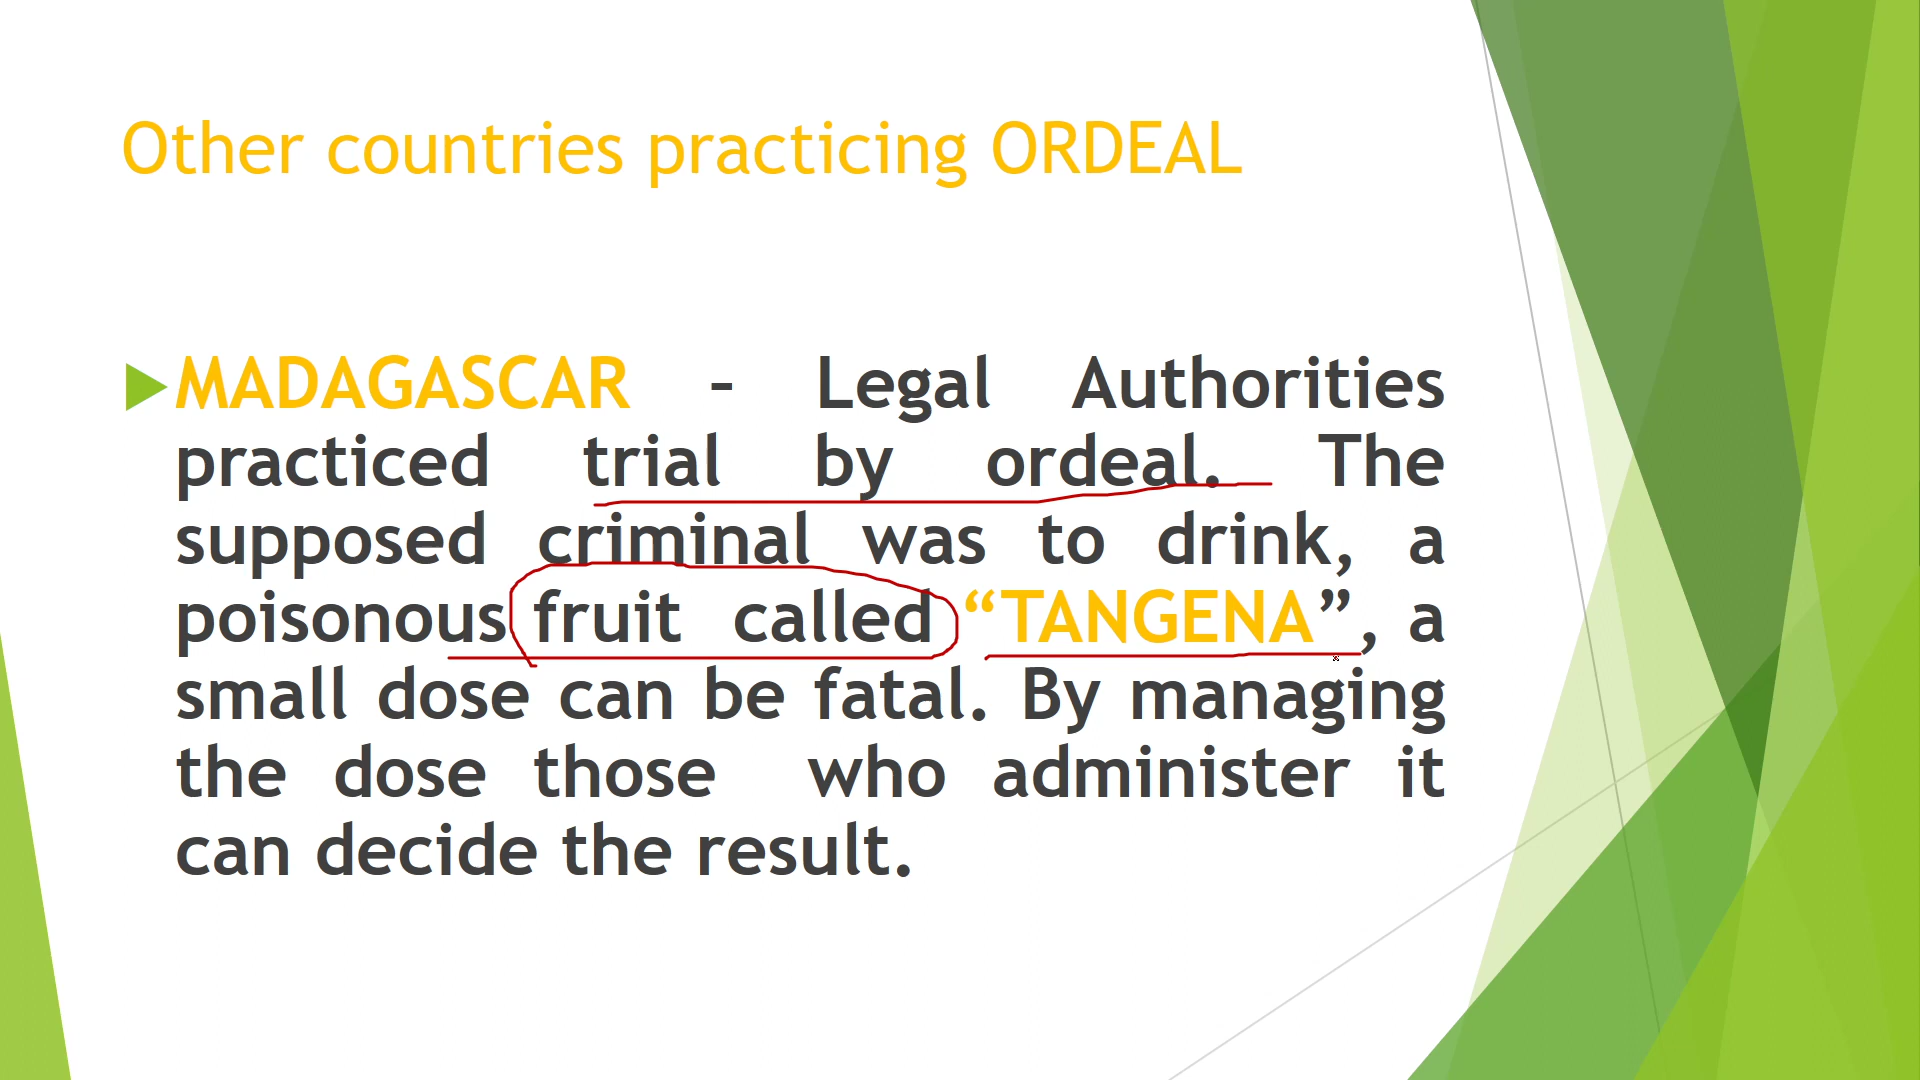 Other countries practicing ORDEAL
MADAGASCAR – Legal Authorities
practiced trial by ordeal. The
supposed criminal was to drink, a
poisonous fruit called “TANGENA”, a
small dose can be fatal. By managing
the dose those who administer it
can decide the result.